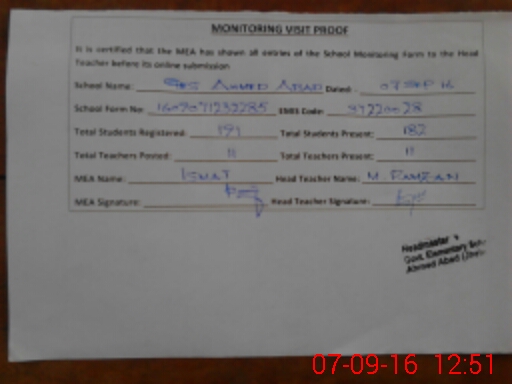 MONITORING VISIT PROOF
It is certified that the MEA has shown all entries of the School Monitoring Form to the Head
Teacher before its online submission
School Name: GES AHMED ABAD Dated: 07 SEP 16
School Form No: EMIS Code:
Total Students Registered: 191 Total Students Present: 182
Total Teachers Posted: 11 Total Teachers Present: 11
MEA Name: Head Teacher Name: M RAMZAN
MEA Signature: Head Teacher Signature:
Headmaster
Govt. Elementary
Ahmed Abad
07-09-16 12:51